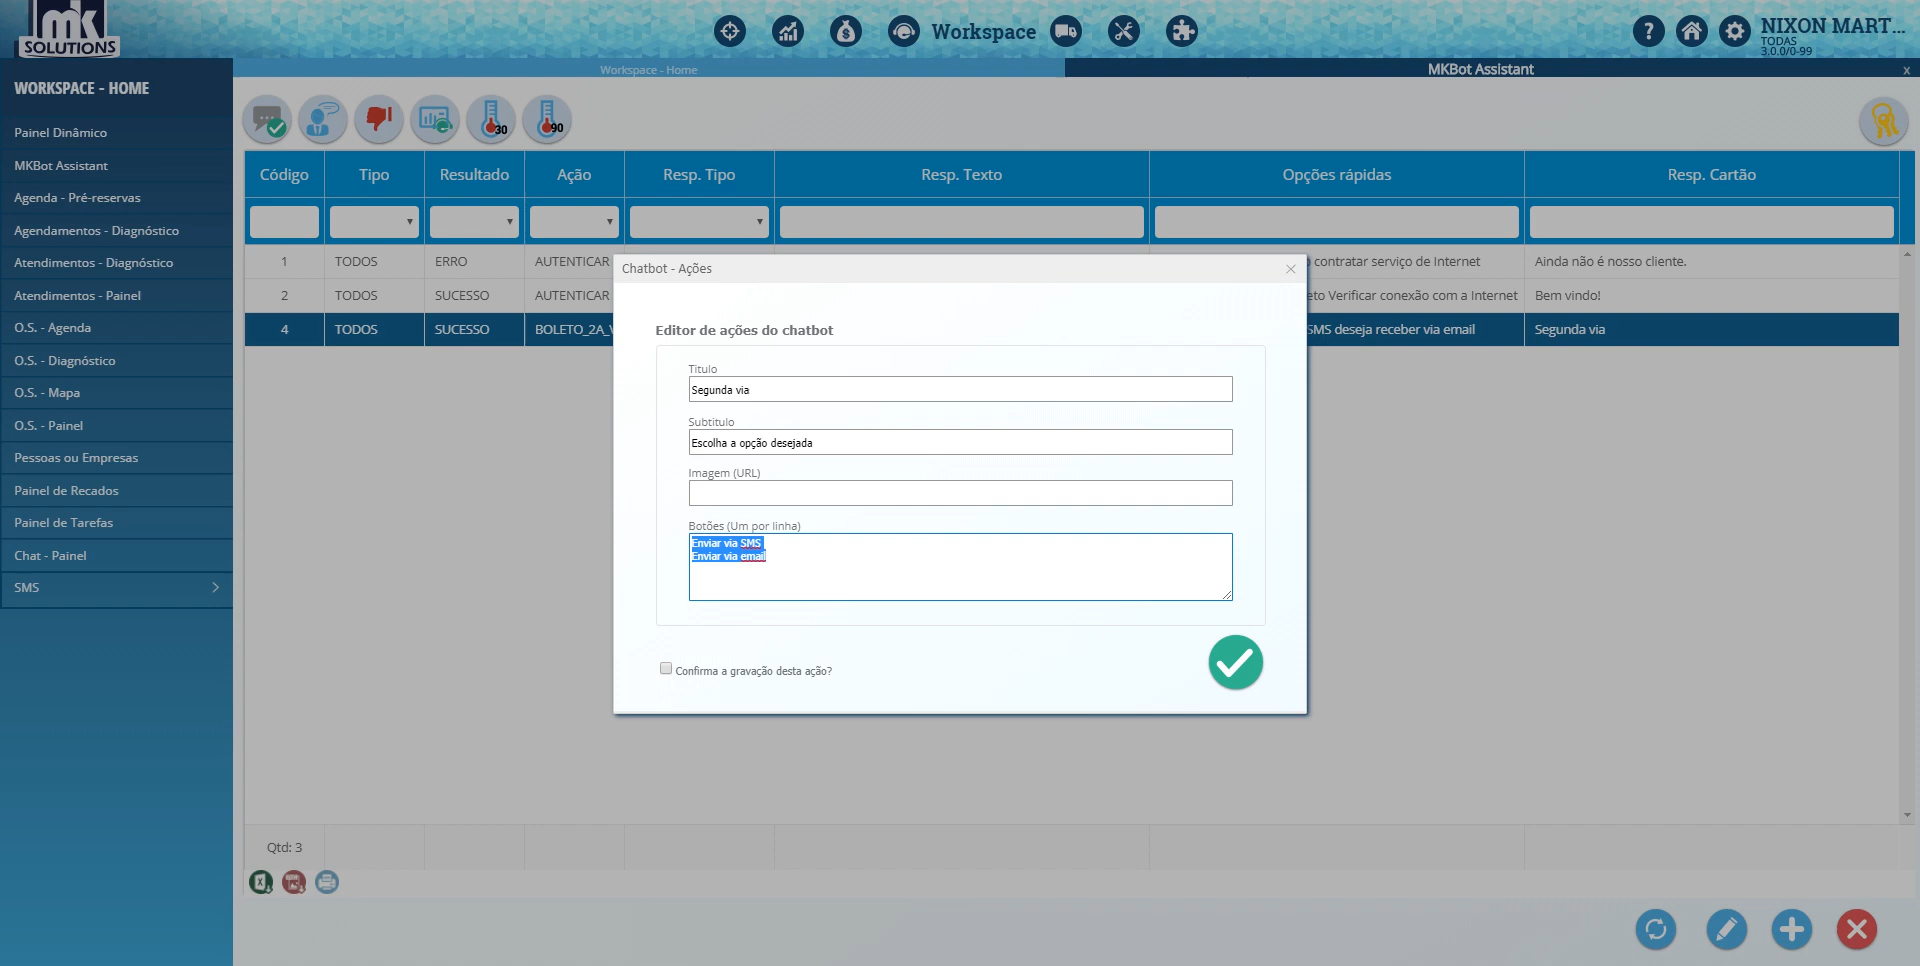 mk
SOLUTIONS
Workspace
NIXON MART...
TODAS
3.0.0/0-99
WORKSPACE - HOME
Painel Dinâmico
MKBot Assistant
Agenda - Pré-reservas
Agendamentos - Diagnóstico
Atendimentos - Diagnóstico
Atendimentos - Painel
O.S. - Agenda
O.S. - Diagnóstico
O.S. - Mapa
O.S. - Painel
Pessoas ou Empresas
Painel de Recados
Painel de Tarefas
Chat - Painel
SMS
Workspace - Home
MKBot Assistant
x
30
90
Código Tipo Resultado Ação Resp. Tipo Resp. Texto Opções rápidas Resp. Cartão
1 TODOS ERRO AUTENTICAR contratar serviço de Internet Ainda não é nosso cliente.
2 TODOS SUCESSO AUTENTICAR eto Verificar conexão com a Internet Bem vindo!
4 TODOS SUCESSO BOLETO_2A_ SMS deseja receber via email Segunda via
Chatbot - Ações
Editor de ações do chatbot
Titulo
Segunda via
Subtitulo
Escolha a opção desejada
Imagem (URL)
Botões (Um por linha)
Enviar via SMS
Enviar via email
Confirma a gravação desta ação?
Qtd: 3